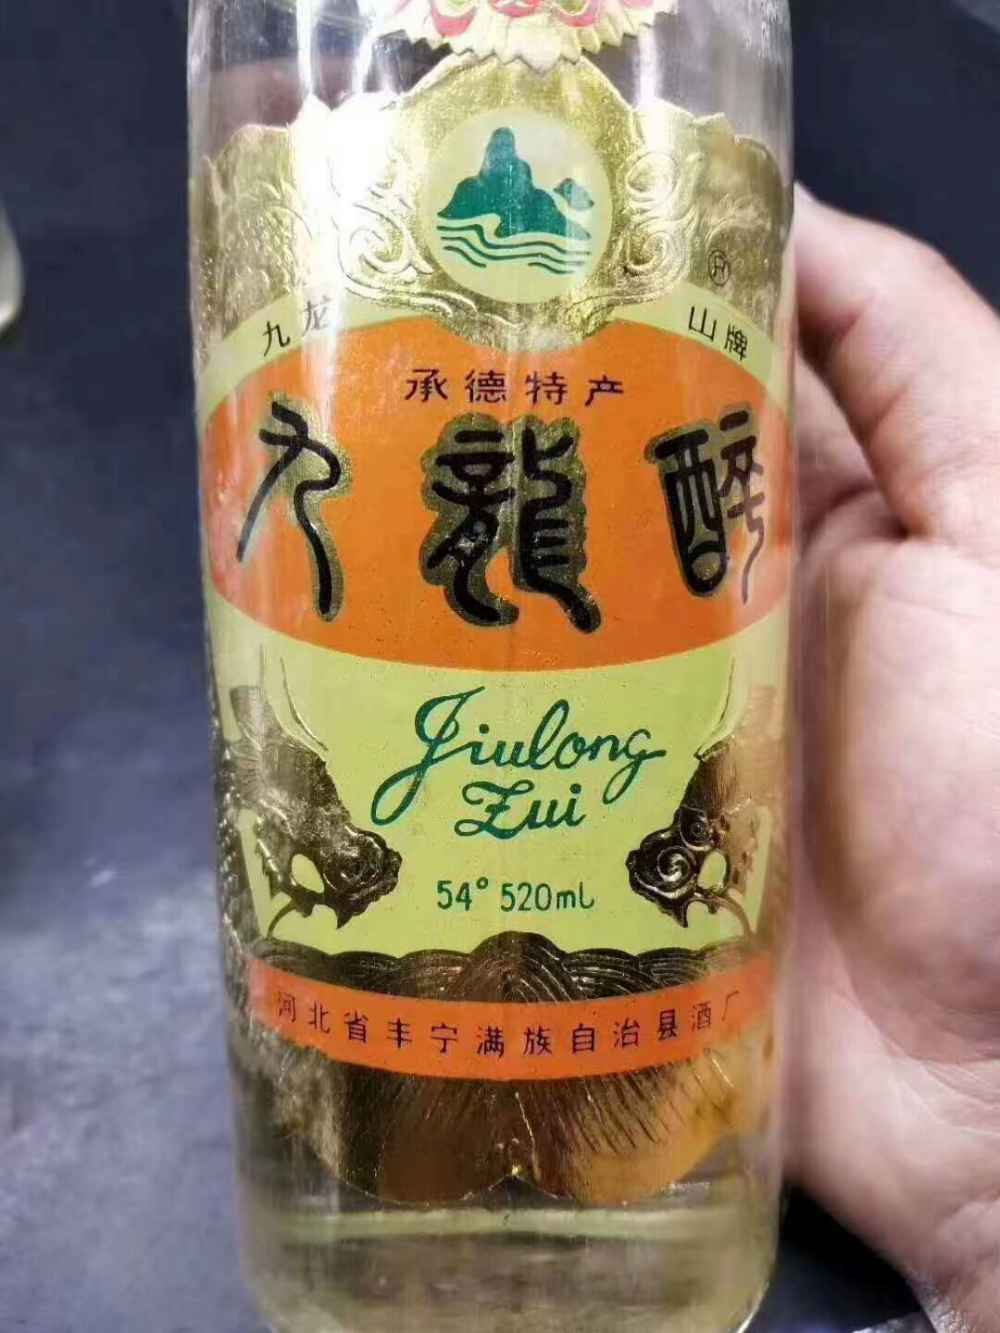 九龙 山牌
®
承德特产
九龍醉
Jiulong
Zui
54° 520ml
河北省丰宁满族自治县酒厂